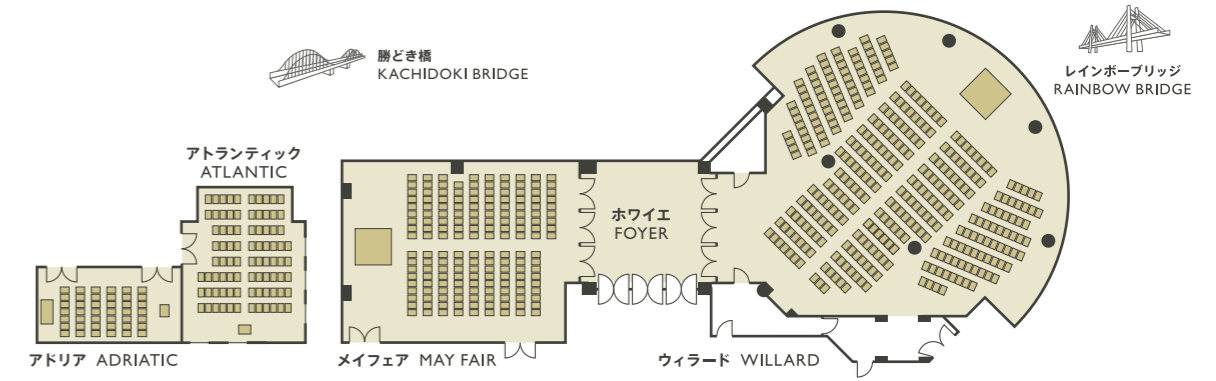 勝どき橋
KACHIDOKI BRIDGE
レインボーブリッジ
RAINBOW BRIDGE
アトランティック
ATLANTIC
ホワイエ
FOYER
アドリア ADRIATIC
メイフェア MAY FAIR
ウィラード WILLARD